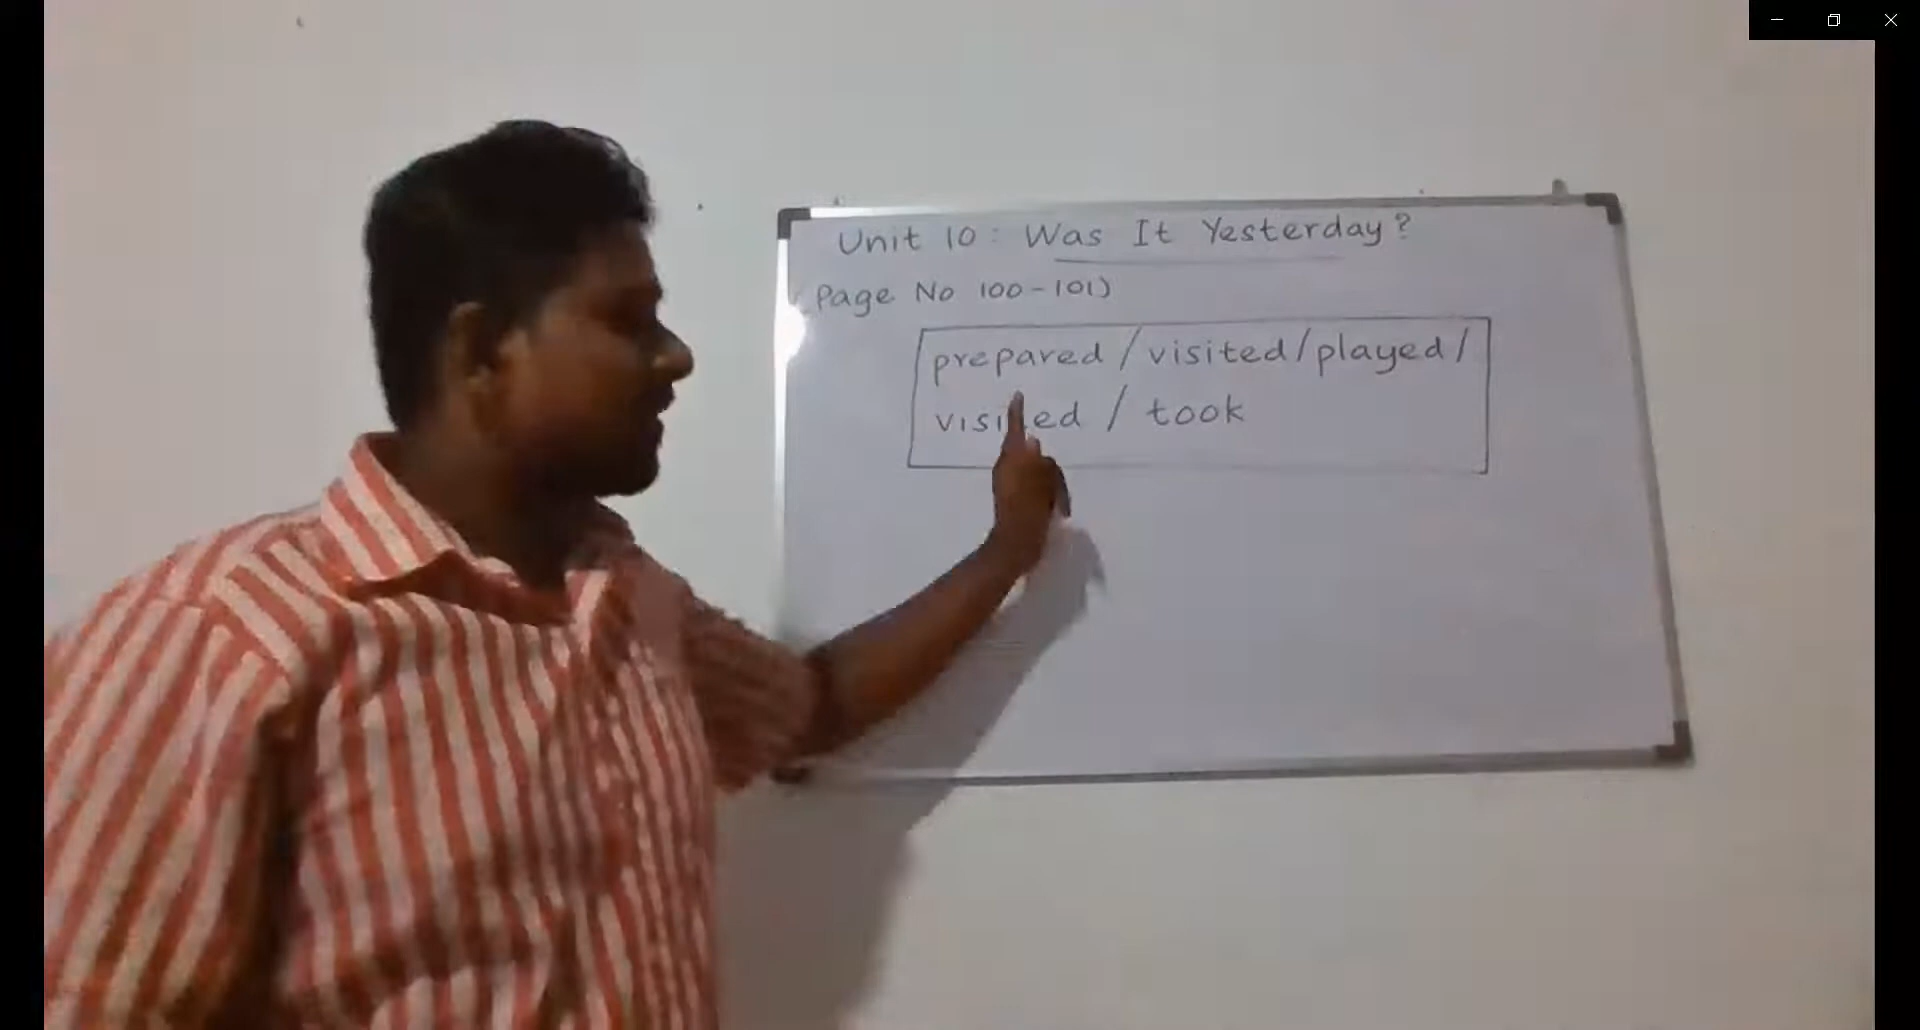 Unit 10: Was It Yesterday?
(Page No 100-101)
prepared / visited / played /
visited / took